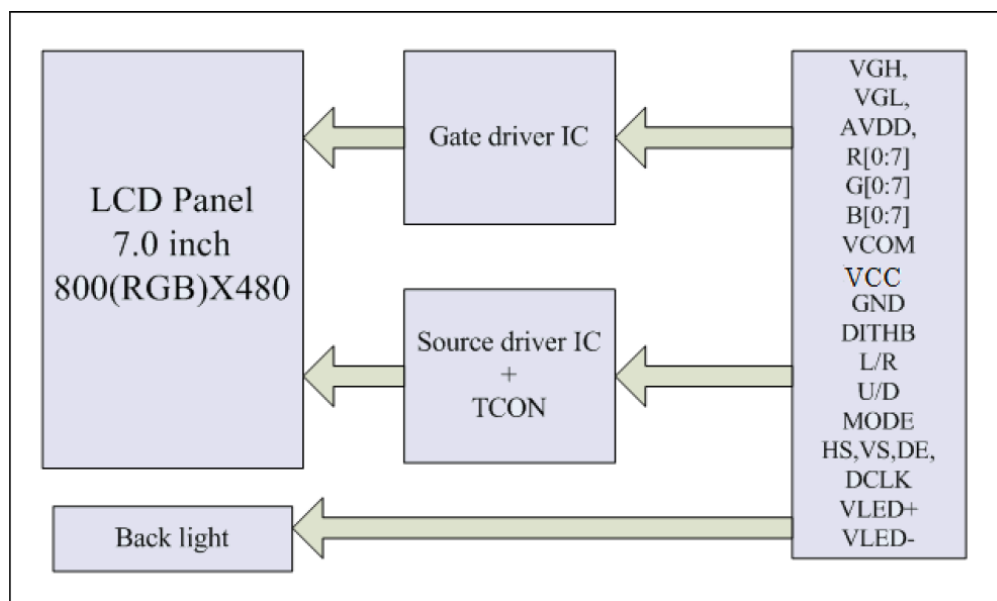 LCD Panel
7.0 inch
800(RGB)X480
Gate driver IC
Source driver IC
+
TCON
Back light
VGH,
VGL,
AVDD,
R[0:7]
G[0:7]
B[0:7]
VCOM
VCC
GND
DITHB
L/R
U/D
MODE
HS,VS,DE,
DCLK
VLED+
VLED-